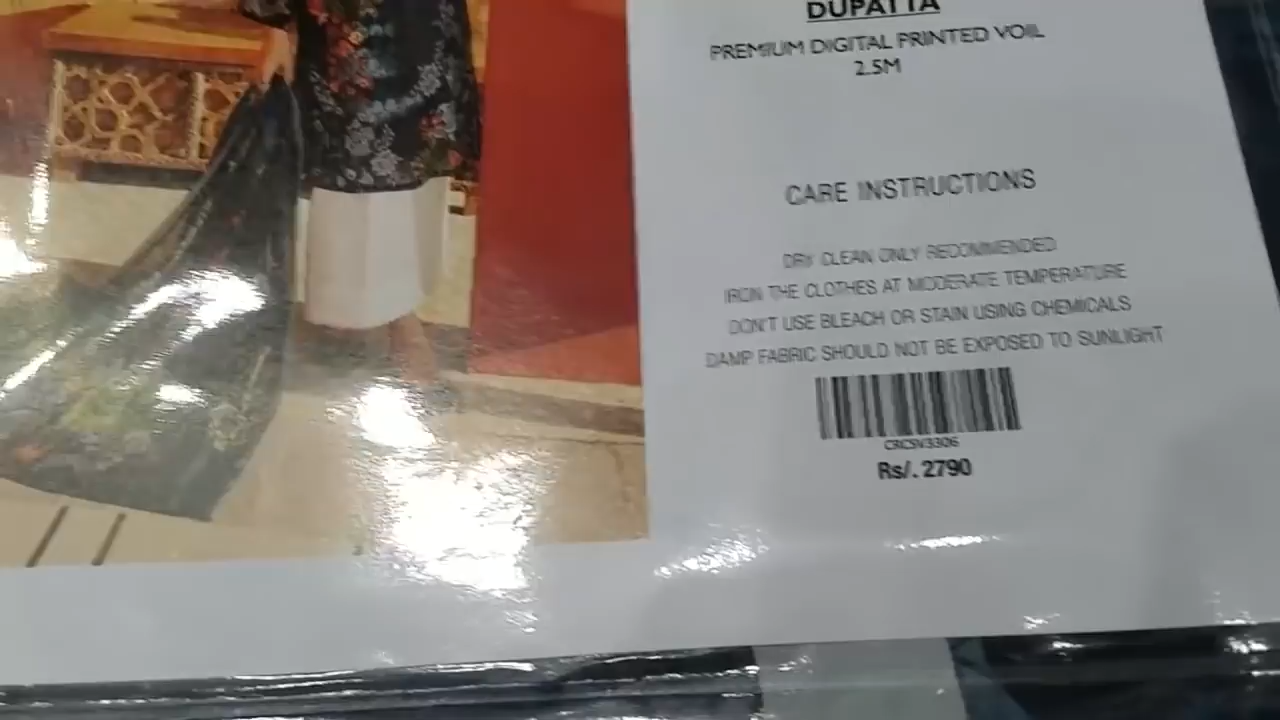 DUPATTA
PREMIUM DIGITAL PRINTED VOIL
2.5M
CARE INSTRUCTIONS
DRY CLEAN ONLY RECOMMENDED
IRON THE CLOTHES AT MODERATE TEMPERATURE
DON'T USE BLEACH OR STAIN USING CHEMICALS
DAMP FABRIC SHOULD NOT BE EXPOSED TO SUNLIGHT
CRCSV3306
Rs/. 2790